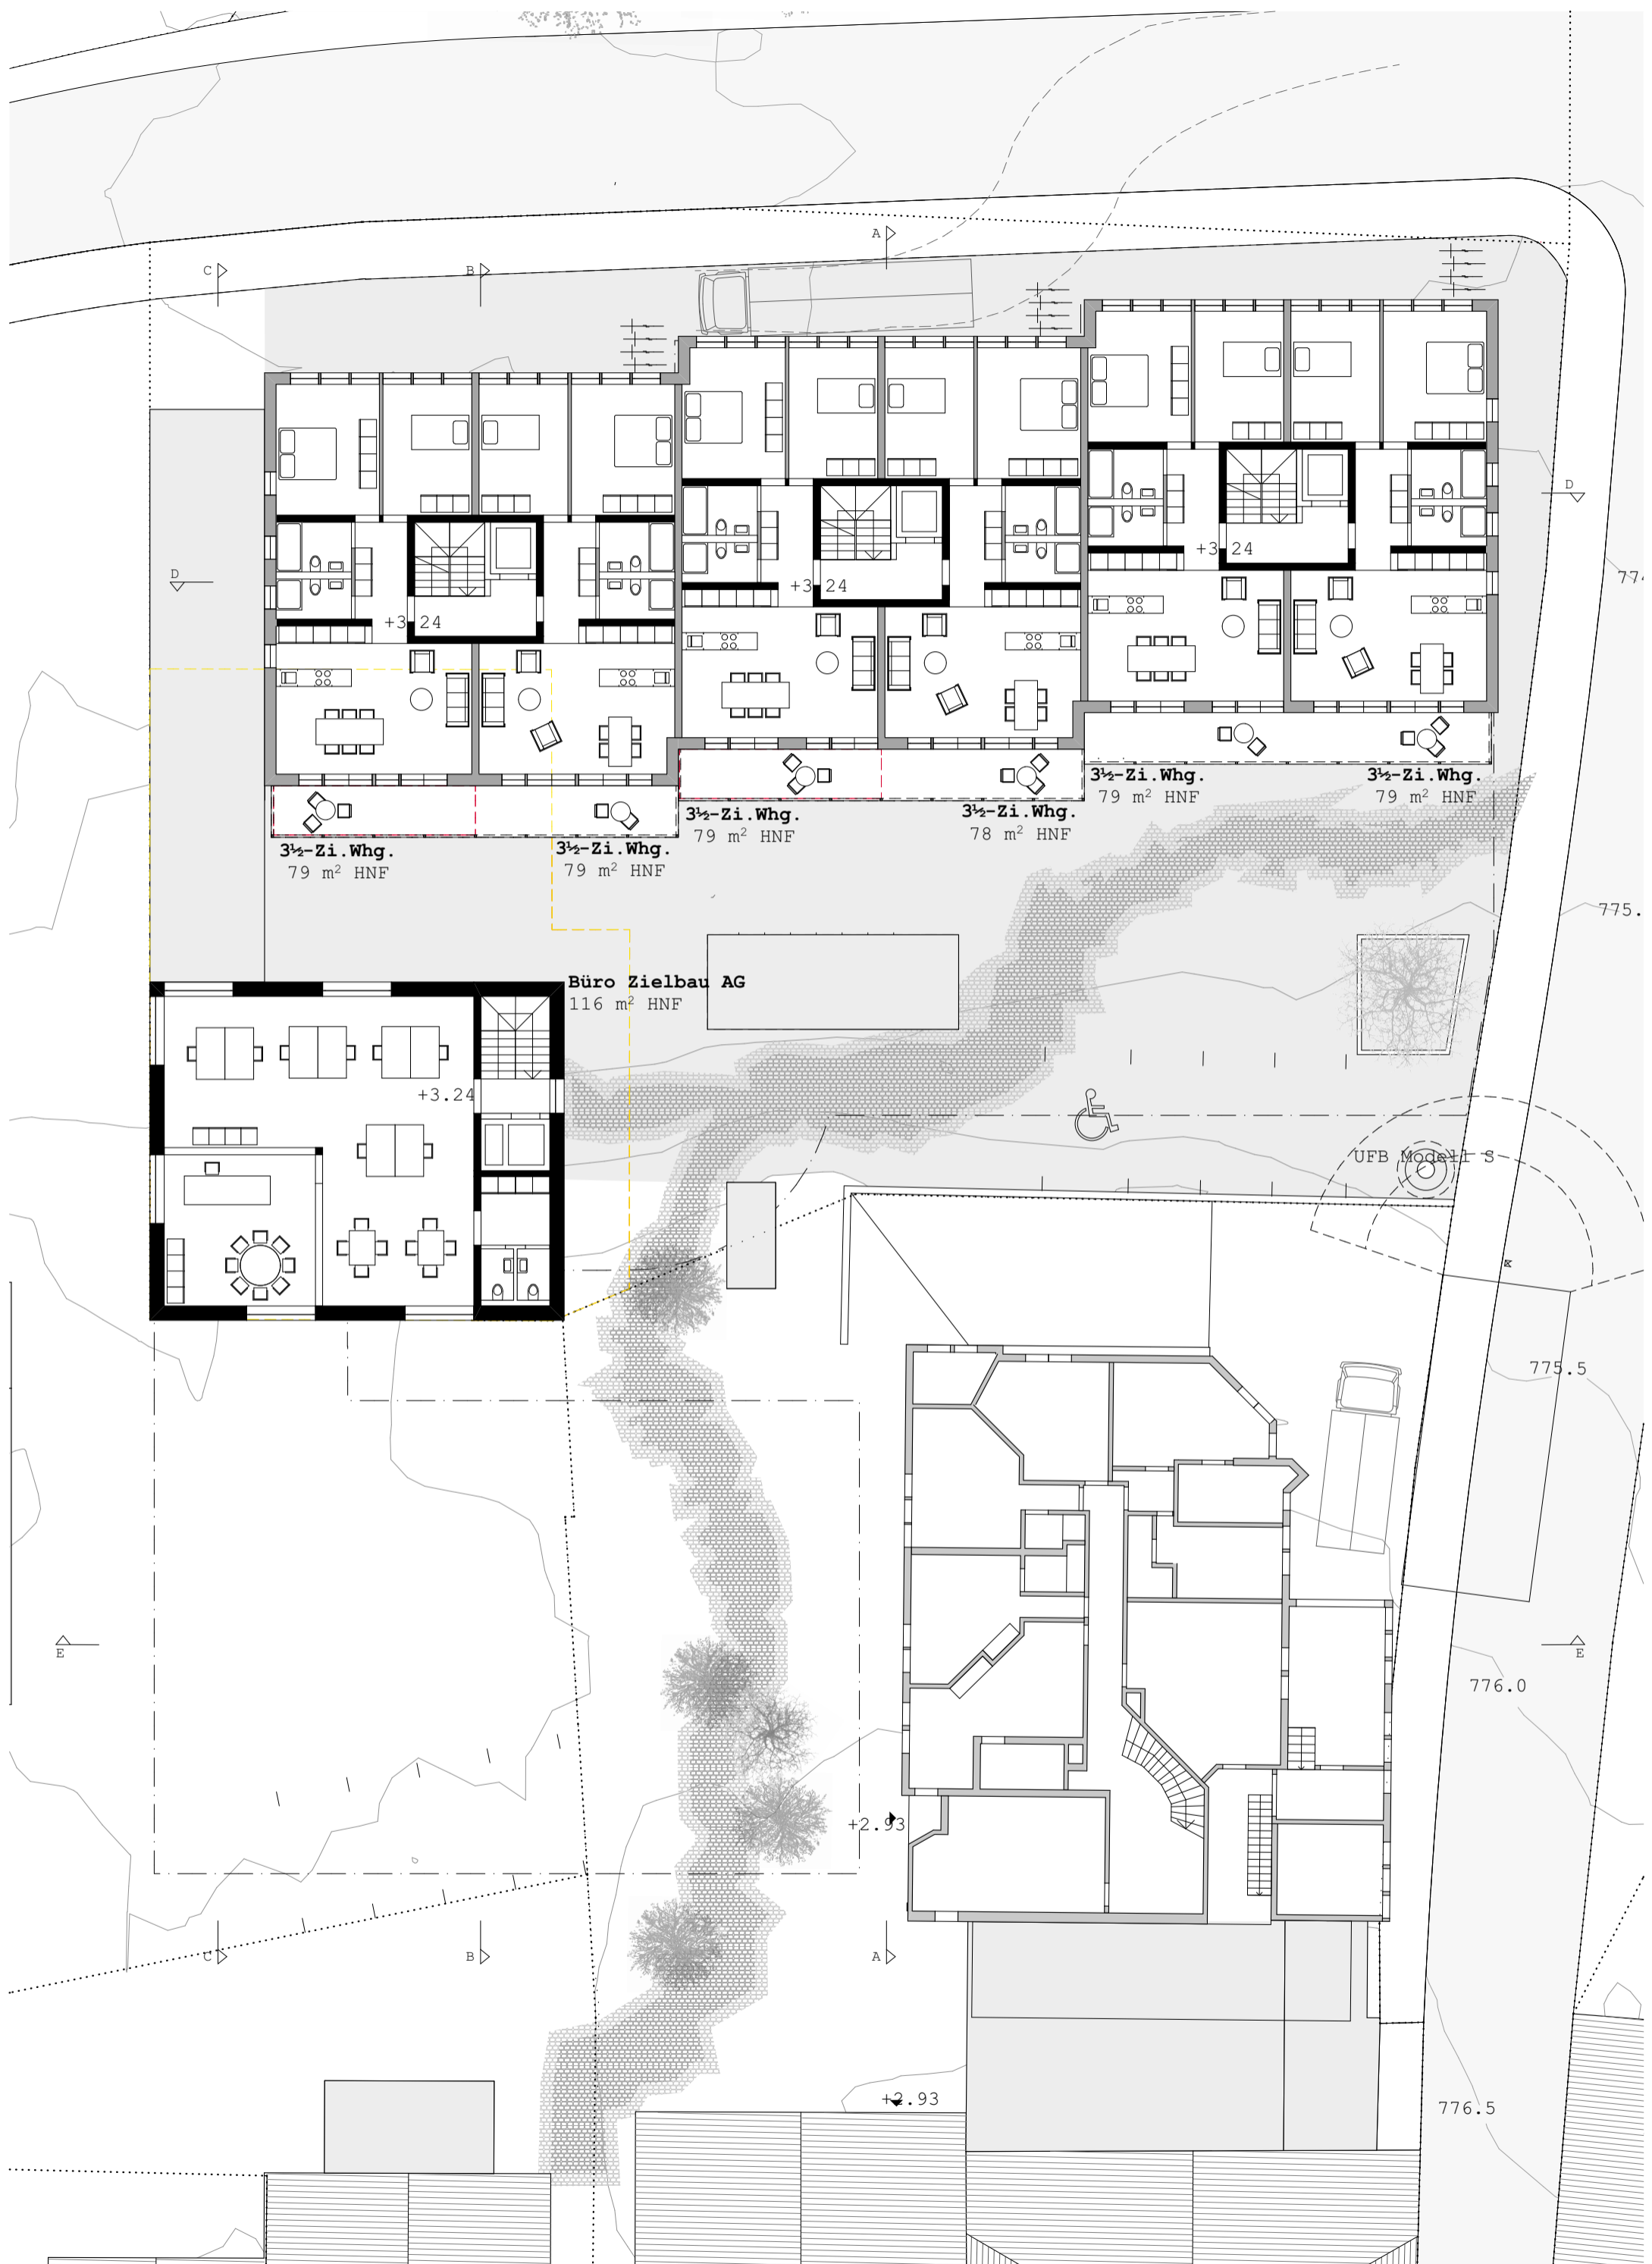 A
C
B
D
D
+3.24
774
+3.24
+3.24
3½-Zi.Whg.
79 m² HNF
3½-Zi.Whg.
79 m² HNF
3½-Zi.Whg.
79 m² HNF
3½-Zi.Whg.
78 m² HNF
3½-Zi.Whg.
79 m² HNF
3½-Zi.Whg.
79 m² HNF
775.
Büro Zielbau AG
116 m² HNF
+3.24
UFB Modell S
775.5
E
E
776.0
+2.93
C
B
A
+2.93
776.5